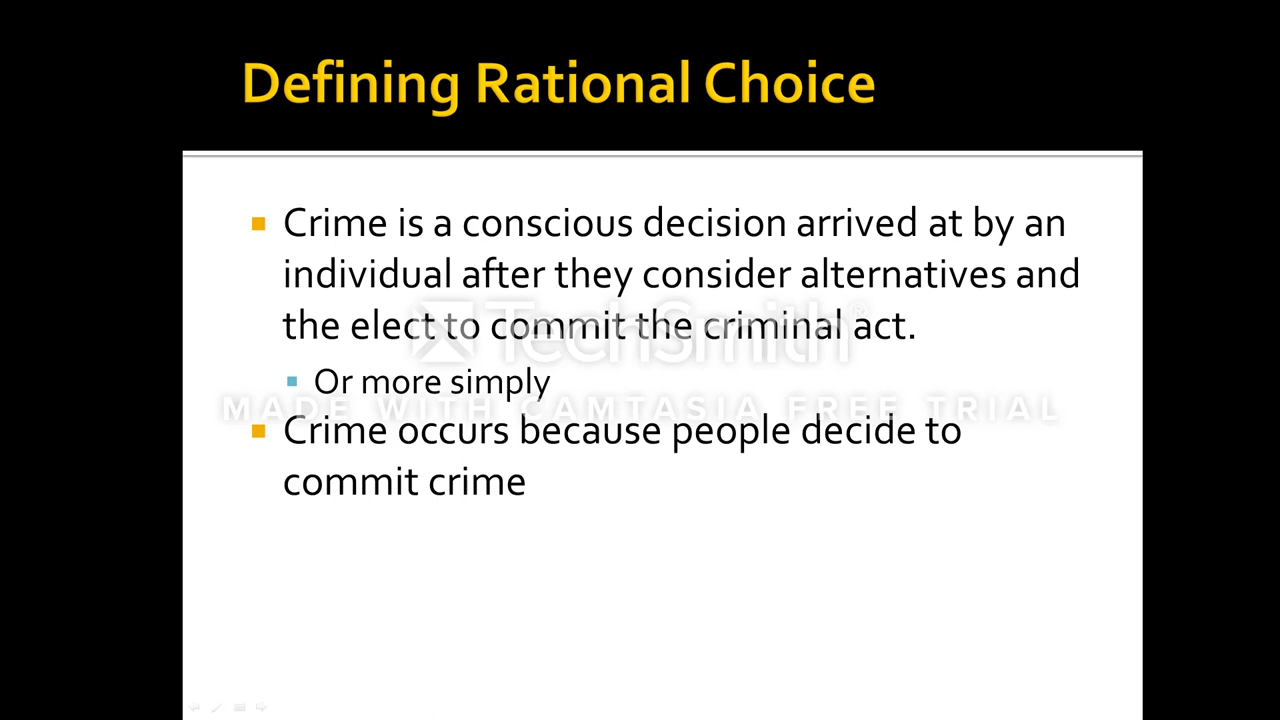 Defining Rational Choice
Crime is a conscious decision arrived at by an
individual after they consider alternatives and
the elect to commit the criminal act.
TechSmith®
Or more simply
MADE WITH CAMTASIA FREE TRIAL
Crime occurs because people decide to
commit crime